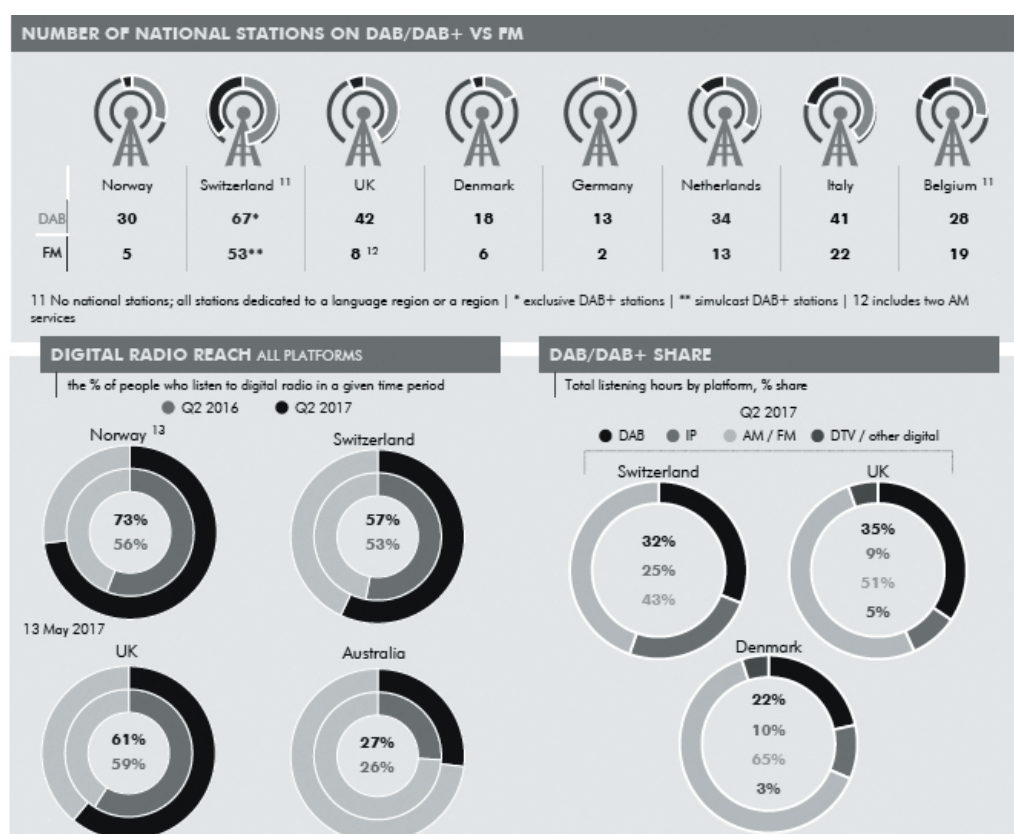 NUMBER OF NATIONAL STATIONS ON DAB/DAB+ VS FM
Norway Switzerland 11 UK Denmark Germany Netherlands Italy Belgium 11
DAB 30 67* 42 18 13 34 41 28
FM 5 53** 8 12 6 2 13 22 19
11 No national stations; all stations dedicated to a language region or a region | * exclusive DAB+ stations | ** simulcast DAB+ stations | 12 includes two AM
services
DIGITAL RADIO REACH ALL PLATFORMS
the % of people who listen to digital radio in a given time period
Q2 2016 Q2 2017
Norway 13
73%
56%
Switzerland
57%
53%
13 May 2017
UK
61%
59%
Australia
27%
26%
DAB/DAB+ SHARE
Total listening hours by platform, % share
Q2 2017
DAB IP AM / FM DTV / other digital
Switzerland
32%
25%
43%
UK
35%
9%
51%
5%
Denmark
22%
10%
65%
3%